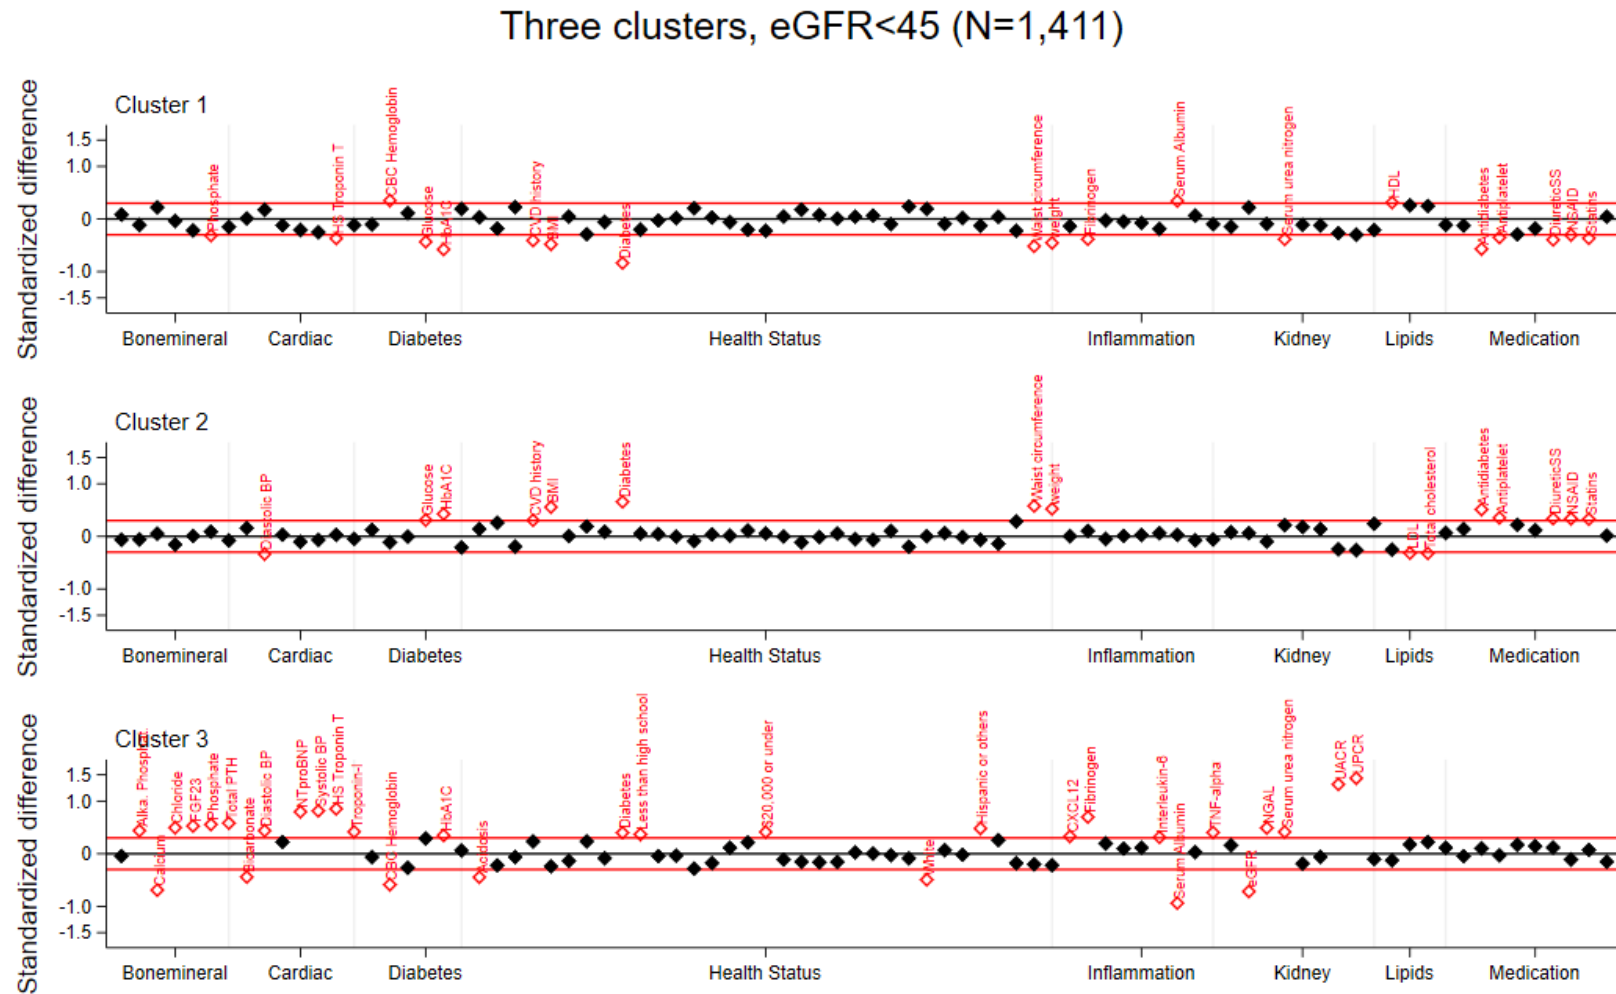 Three clusters, eGFR<45 (N=1,411)
Standardized difference
Cluster 1
1.5
1.0
0
-1.0
-1.5
Phosphate
HS Troponin T
CBC Hemoglobin
Glucose
HbA1C
CVD history
BMI
Diabetes
Waist circumference
weight
Fibrinogen
Serum Albumin
Serum urea nitrogen
HDL
Antidiabetes
Antiplatelet
DiureticSS
NSAID
Statins
Bonemineral Cardiac Diabetes Health Status Inflammation Kidney Lipids Medication
Standardized difference
Cluster 2
1.5
1.0
0
-1.0
-1.5
Diastolic BP
Glucose
HbA1C
CVD history
BMI
Diabetes
Waist circumference
weight
LDL
Total cholesterol
Antidiabetes
Antiplatelet
DiureticSS
NSAID
Statins
Bonemineral Cardiac Diabetes Health Status Inflammation Kidney Lipids Medication
Standardized difference
Cluster 3
1.5
1.0
0
-1.0
-1.5
Alka. Phosphat.
Calcium
Chloride
FGF23
Phosphate
Total PTH
Bicarbonate
Diastolic BP
NTproBNP
Systolic BP
HS Troponin T
Troponin-I
CBC Hemoglobin
HbA1C
Acidosis
Diabetes
Less than high school
$20,000 or under
White
Hispanic or others
CXCL12
Fibrinogen
Interleukin-6
Serum Albumin
TNF-alpha
eGFR
NGAL
Serum urea nitrogen
UACR
UPCR
Bonemineral Cardiac Diabetes Health Status Inflammation Kidney Lipids Medication